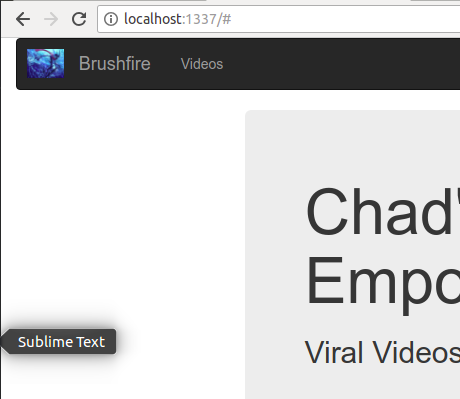 localhost:1337/#
Brushfire Videos
Chad'
Empo
Viral Videos
Sublime Text